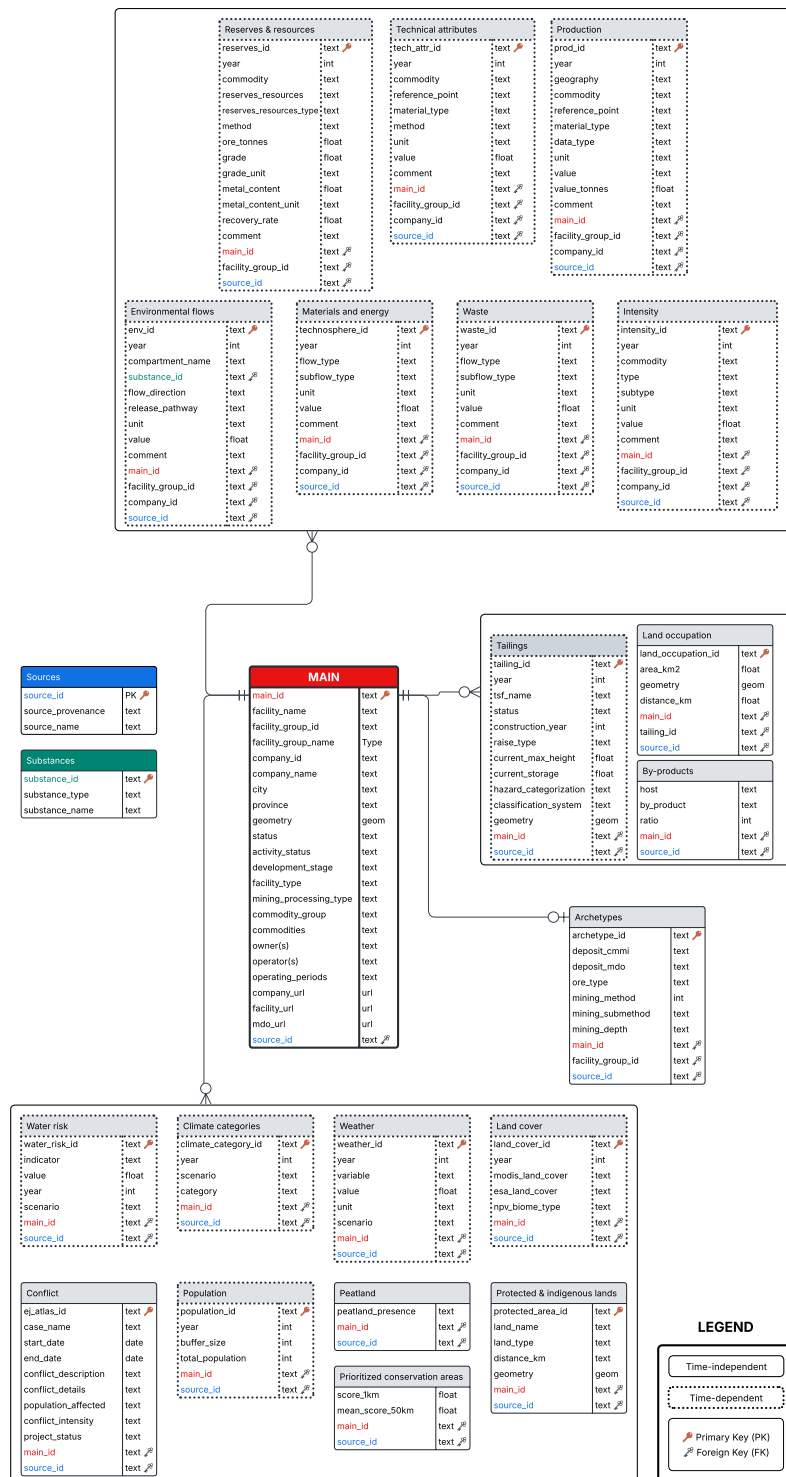 Reserves & resources
reserves_id text
year int
commodity text
reserves_resources text
reserves_resources_type text
method text
ore_tonnes float
grade float
grade_unit text
metal_content float
metal_content_unit text
recovery_rate float
comment text
main_id text
facility_group_id text
source_id text
Technical attributes
tech_attr_id text
year int
commodity text
reference_point text
material_type text
method text
unit text
value float
comment text
main_id text
facility_group_id text
company_id text
source_id text
Production
prod_id text
year int
geography text
commodity text
reference_point text
material_type text
data_type text
unit text
value text
value_tonnes float
comment text
main_id text
facility_group_id text
company_id text
source_id text
Environmental flows
env_id text
year int
compartment_name text
substance_id text
flow_direction text
release_pathway text
unit text
value float
comment text
main_id text
facility_group_id text
company_id text
source_id text
Materials and energy
technosphere_id text
year int
flow_type text
subflow_type text
unit text
value float
comment text
main_id text
facility_group_id text
company_id text
source_id text
Waste
waste_id text
year int
flow_type text
subflow_type text
unit text
value float
comment text
main_id text
facility_group_id text
company_id text
source_id text
Intensity
intensity_id text
year int
commodity text
type text
subtype text
unit text
value float
comment text
main_id text
facility_group_id text
company_id text
source_id text
Sources
source_id PK
source_provenance text
source_name text
Substances
substance_id text
substance_type text
substance_name text
MAIN
main_id text
facility_name text
facility_group_id text
facility_group_name Type
company_id text
company_name text
city text
province text
geometry geom
status text
activity_status text
development_stage text
facility_type text
mining_processing_type text
commodity_group text
commodities text
owner(s) text
operator(s) text
operating_periods text
company_url url
facility_url url
mdo_url url
source_id text
Tailings
tailing_id text
year int
tsf_name text
status text
construction_year int
raise_type text
current_max_height float
current_storage float
hazard_categorization text
classification_system text
geometry geom
main_id text
source_id text
Land occupation
land_occupation_id text
area_km2 float
geometry geom
distance_km float
main_id text
tailing_id text
source_id text
By-products
host text
by_product text
ratio int
main_id text
source_id text
Archetypes
archetype_id text
deposit_cmmi text
deposit_mdo text
ore_type text
mining_method int
mining_submethod text
mining_depth text
main_id text
facility_group_id text
source_id text
Water risk
water_risk_id text
indicator text
value float
year int
scenario text
main_id text
source_id text
Climate categories
climate_category_id text
year int
scenario text
category text
main_id text
source_id text
Weather
weather_id text
year int
variable text
value float
unit text
scenario text
main_id text
source_id text
Land cover
land_cover_id text
year int
modis_land_cover text
esa_land_cover text
npv_biome_type text
main_id text
source_id text
Conflict
ej_atlas_id text
case_name text
start_date date
end_date date
conflict_description text
conflict_details text
population_affected text
conflict_intensity text
project_status text
main_id text
source_id text
Population
population_id text
year int
buffer_size int
total_population int
main_id text
source_id text
Peatland
peatland_presence text
main_id text
source_id text
Prioritized conservation areas
score_1km float
mean_score_50km float
main_id text
source_id text
Protected & indigenous lands
protected_area_id text
land_name text
land_type text
distance_km text
geometry geom
main_id text
source_id text
LEGEND
Time-independent
Time-dependent
Primary Key (PK)
Foreign Key (FK)